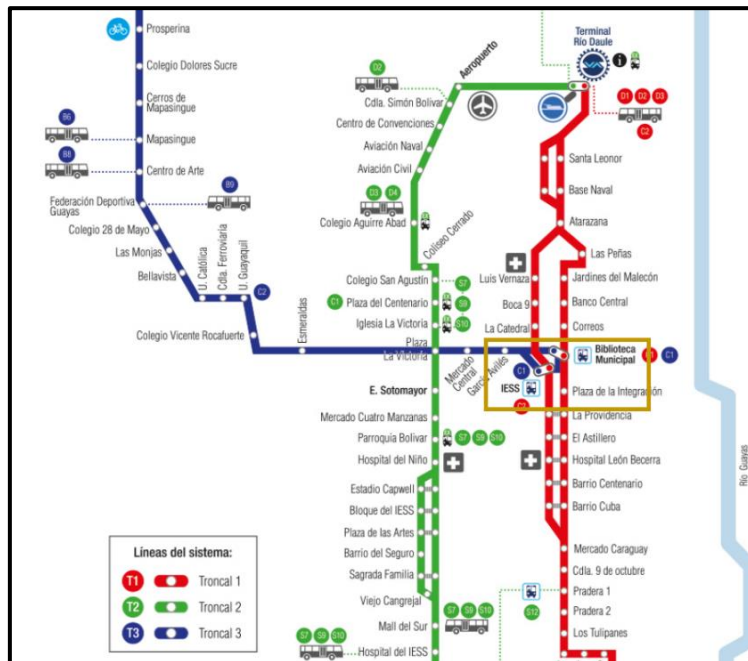 Prosperina
Colegio Dolores Sucre
Cerros de
Mapasingue
B6
Mapasingue
B8
Centro de Arte
Federación Deportiva
Guayas
B9
Colegio 28 de Mayo
Las Monjas
Bellavista
U. Católica
Cdla. Ferroviaria
U. Guayaquil
C2
Colegio Vicente Rocafuerte
Esmeraldas
Aeropuerto
D2
Cdla. Simón Bolívar
Centro de Convenciones
Aviación Naval
Aviación Civil
D3 D4
Colegio Aguirre Abad
Coliseo Cerrado
Colegio San Agustín
S7
C1
Plaza del Centenario
S9
Iglesia La Victoria
S10
Plaza
La Victoria
Mercado
Central
García Avilés
E. Sotomayor
Mercado Cuatro Manzanas
Parroquia Bolívar
S7 S9 S10
Hospital del Niño
Estadio Capwell
Bloque del IESS
Plaza de las Artes
Barrio del Seguro
Sagrada Familia
Viejo Cangrejal
S7 S9 S10
Mall del Sur
S7 S9 S10
Hospital del IESS
Terminal
Río Daule
i
D1 D2 D3
C2
Santa Leonor
Base Naval
Atarazana
Las Peñas
Luis Vernaza
Jardines del Malecón
Boca 9
Banco Central
La Catedral
Correos
Biblioteca
Municipal
C1
C1
IESS
C2
Plaza de la Integración
La Providencia
El Astillero
Hospital León Becerra
Barrio Centenario
Barrio Cuba
Mercado Caraguay
Cdla. 9 de octubre
Pradera 1
S12
Pradera 2
Los Tulipanes
Río Guayas
Líneas del sistema:
T1 Troncal 1
T2 Troncal 2
T3 Troncal 3